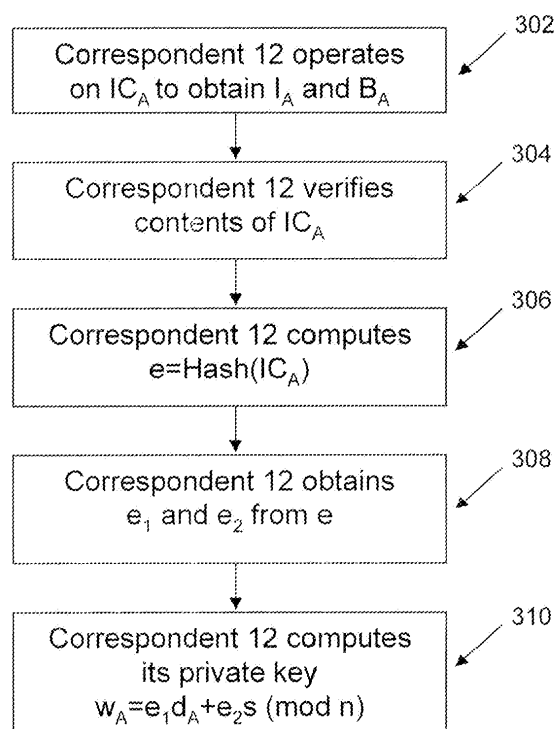 Correspondent 12 operates
on IC_A to obtain I_A and B_A
302
Correspondent 12 verifies
contents of IC_A
304
Correspondent 12 computes
e=Hash(IC_A)
306
Correspondent 12 obtains
e_1 and e_2 from e
308
Correspondent 12 computes
its private key
w_A=e_1d_A+e_2s (mod n)
310